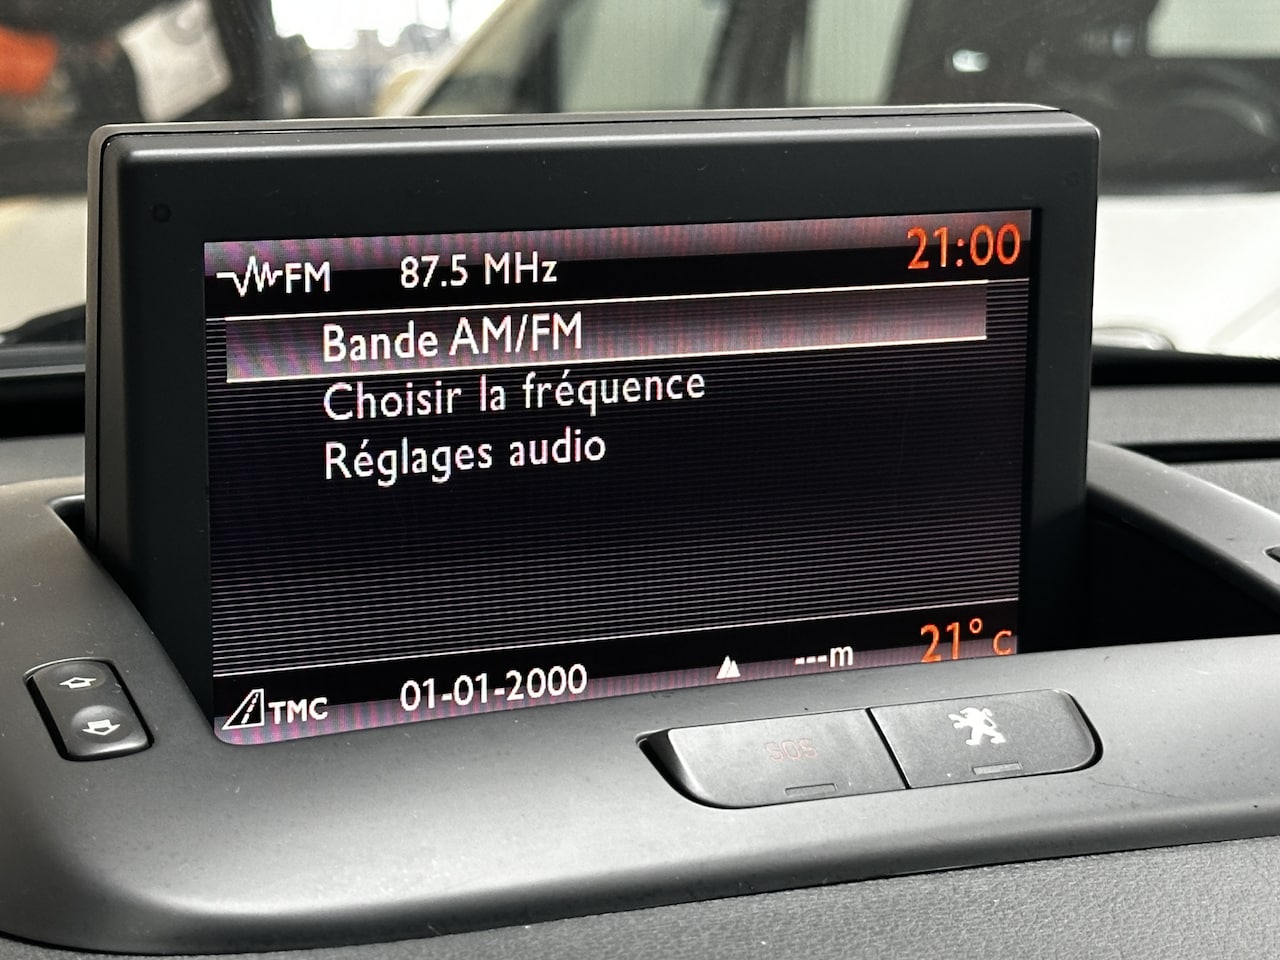 FM 87.5 MHz 21:00
Bande AM/FM
Choisir la fréquence
Réglages audio
TMC 01-01-2000 ---m 21° C
SOS